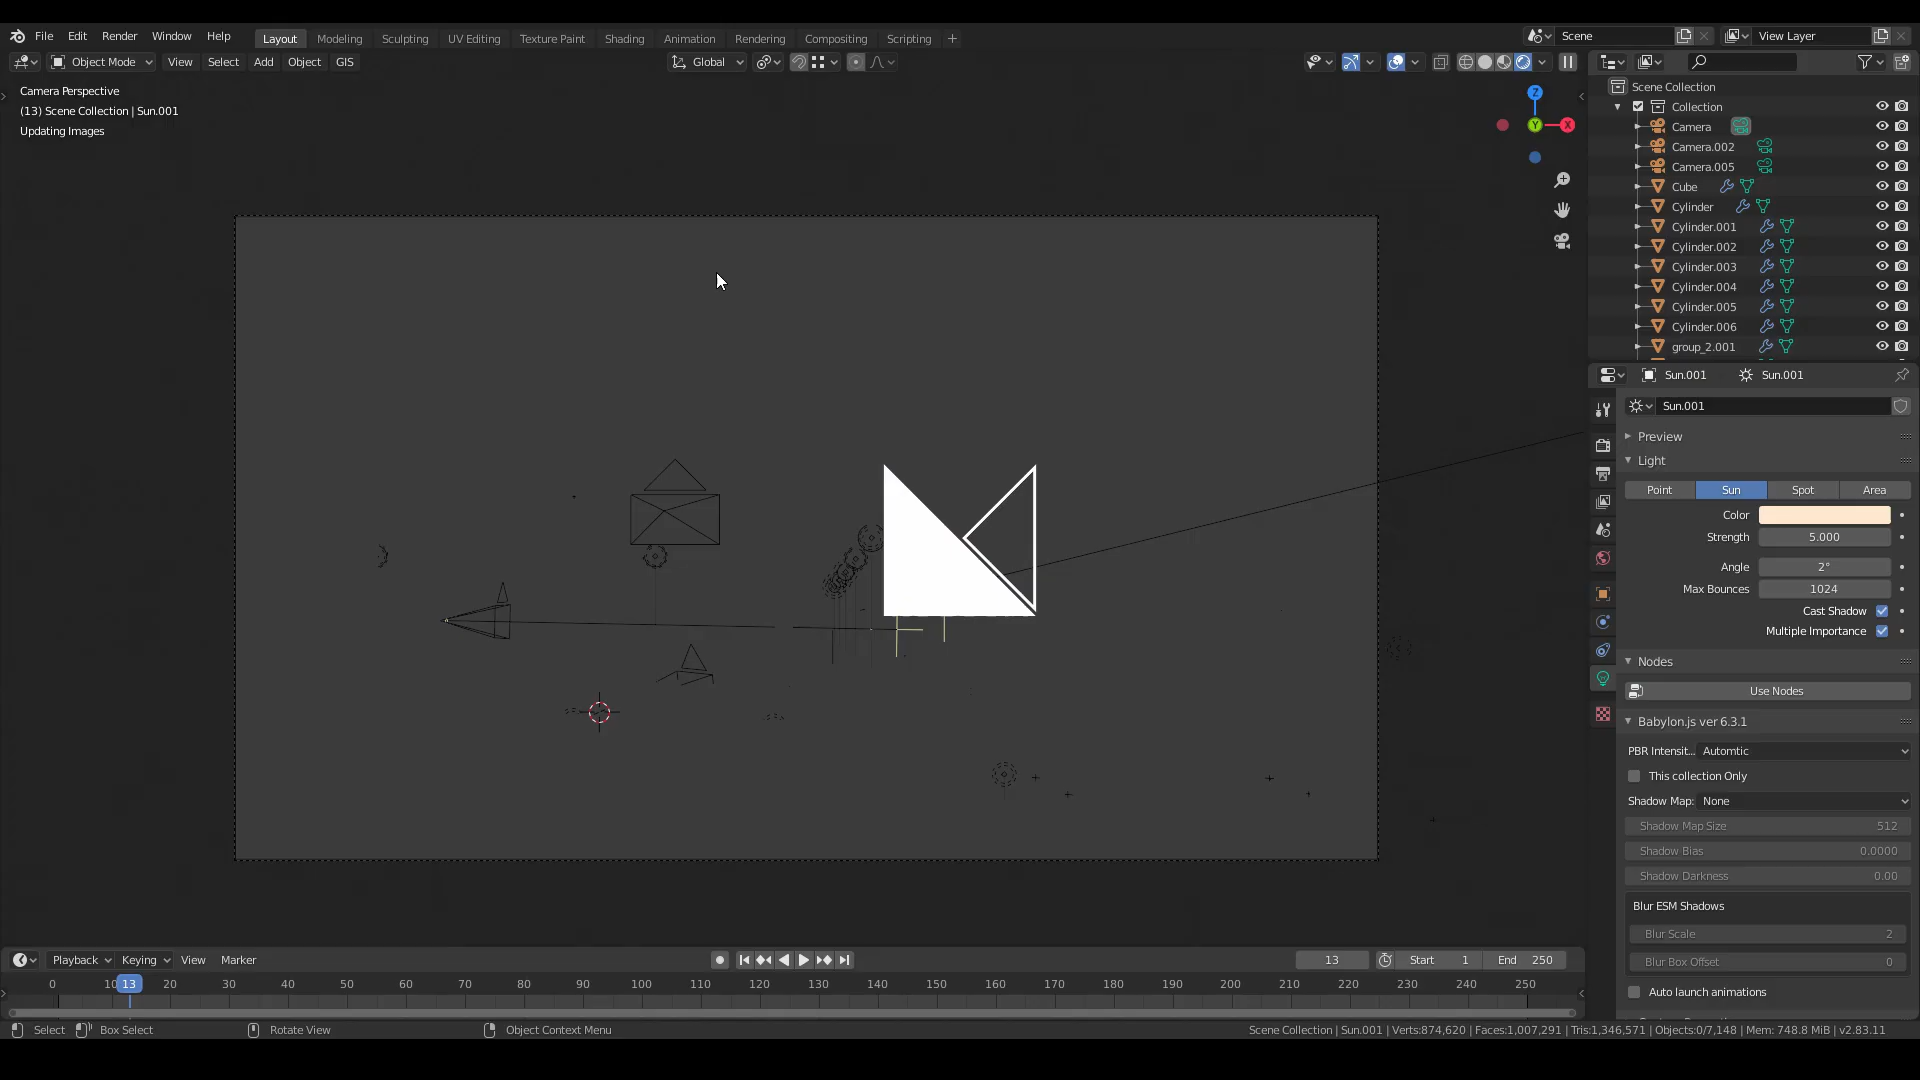 File Edit Render Window Help Layout Modeling Sculpting UV Editing Texture Paint Shading Animation Rendering Compositing Scripting + Scene View Layer
Object Mode View Select Add Object GIS Global
Camera Perspective
(13) Scene Collection | Sun.001
Updating Images
Z
Y
X
Scene Collection
Collection
Camera
Camera.002
Camera.005
Cube
Cylinder
Cylinder.001
Cylinder.002
Cylinder.003
Cylinder.004
Cylinder.005
Cylinder.006
group_2.001
Sun.001 Sun.001
Sun.001
Preview
Light
Point Sun Spot Area
Color
Strength 5.000
Angle 2°
Max Bounces 1024
Cast Shadow
Multiple Importance
Nodes
Use Nodes
Babylon.js ver 6.3.1
PBR Intensit... Automtic
This collection Only
Shadow Map: None
Shadow Map Size 512
Shadow Bias 0.0000
Shadow Darkness 0.00
Blur ESM Shadows
Blur Scale 2
Blur Box Offset 0
Auto launch animations
Playback Keying View Marker 13 Start 1 End 250
0 10 13 20 30 40 50 60 70 80 90 100 110 120 130 140 150 160 170 180 190 200 210 220 230 240 250
Select Box Select Rotate View Object Context Menu Scene Collection | Sun.001 | Verts:874,620 | Faces:1,007,291 | Tris:1,346,571 | Objects:0/7,148 | Mem: 748.8 MiB | v2.83.11